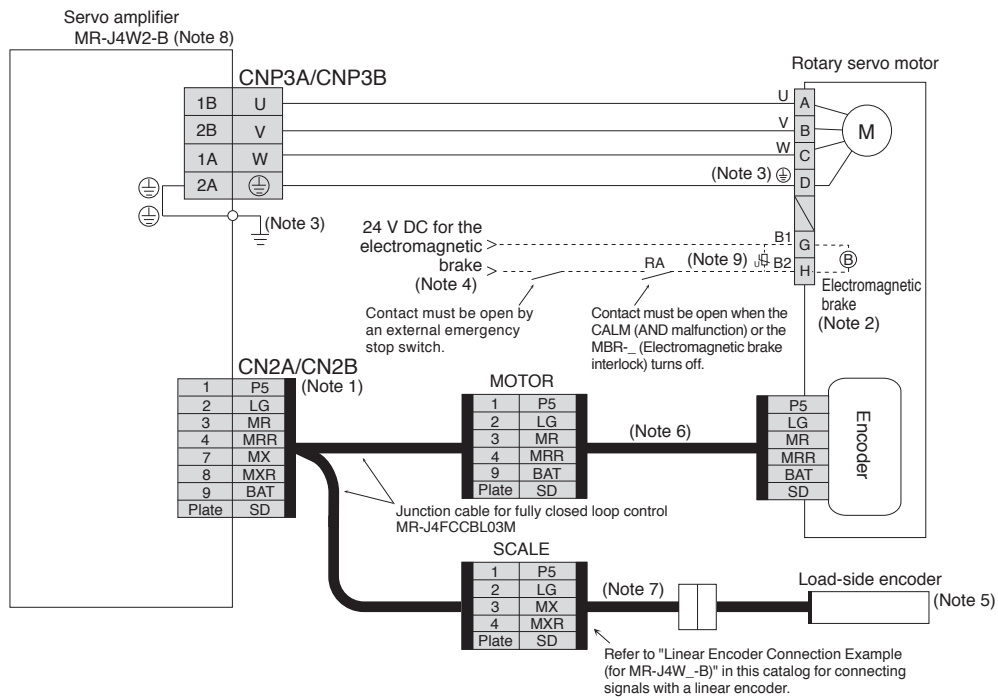 Servo amplifier
MR-J4W2-B (Note 8)
CNP3A/CNP3B
1B U
2B V
1A W
2A
(Note 3)
Rotary servo motor
U A
V B
W C
(Note 3) D
M
24 V DC for the
electromagnetic
brake
(Note 4)
B1 G
RA (Note 9) U B2 H
B
Electromagnetic
brake
(Note 2)
Contact must be open by
an external emergency
stop switch.
Contact must be open when the
CALM (AND malfunction) or the
MBR-_ (Electromagnetic brake
interlock) turns off.
CN2A/CN2B
(Note 1)
1 P5
2 LG
3 MR
4 MRR
7 MX
8 MXR
9 BAT
Plate SD
MOTOR
1 P5
2 LG
3 MR
4 MRR
9 BAT
Plate SD
(Note 6)
P5
LG
MR
MRR
BAT
SD
Encoder
Junction cable for fully closed loop control
MR-J4FCCBL03M
SCALE
1 P5
2 LG
3 MX
4 MXR
Plate SD
(Note 7)
Load-side encoder
(Note 5)
Refer to "Linear Encoder Connection Example
(for MR-J4W_-B)" in this catalog for connecting
signals with a linear encoder.